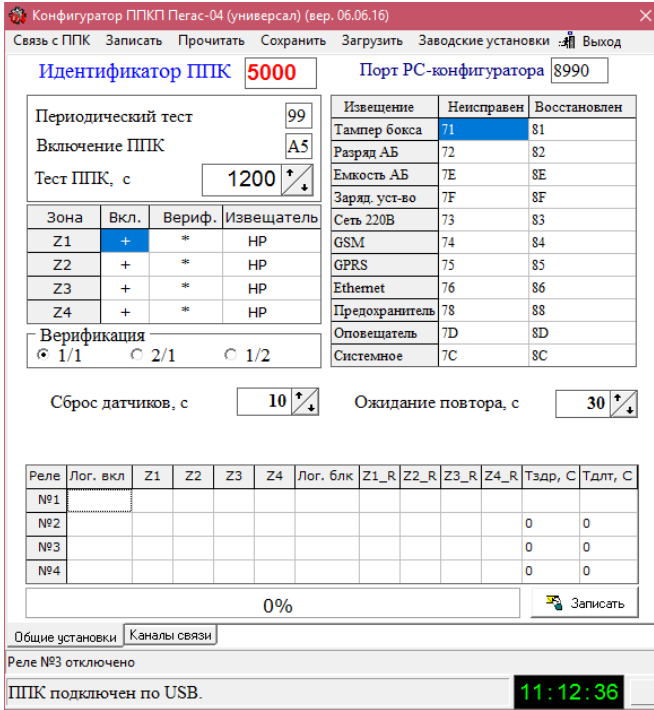 Конфигуратор ППКП Пегас-04 (универсал) (вер. 06.06.16)
Связь с ППК Записать Прочитать Сохранить Загрузить Заводские установки Выход
Идентификатор ППК 5000 Порт PC-конфигуратора 8990
Периодический тест 99
Включение ППК A5
Тест ППК, с 1200
Зона Вкл. Вериф. Извещатель
Z1 + * НР
Z2 + * НР
Z3 + * НР
Z4 + * НР
Верификация
1/1 2/1 1/2
Извещение Неисправен Восстановлен
Тампер бокса 71 81
Разряд АБ 72 82
Емкость АБ 7E 8E
Заряд. уст-во 7F 8F
Сеть 220В 73 83
GSM 74 84
GPRS 75 85
Ethernet 76 86
Предохранитель 78 88
Оповещатель 7D 8D
Системное 7C 8C
Сброс датчиков, с 10 Ожидание повтора, с 30
Реле Лог. вкл Z1 Z2 Z3 Z4 Лог. блк Z1_R Z2_R Z3_R Z4_R Тздр, С Тдлт, С
№1
№2 0 0
№3 0 0
№4 0 0
0% Записать
Общие установки Каналы связи
Реле №3 отключено
ППК подключен по USB. 11:12:36